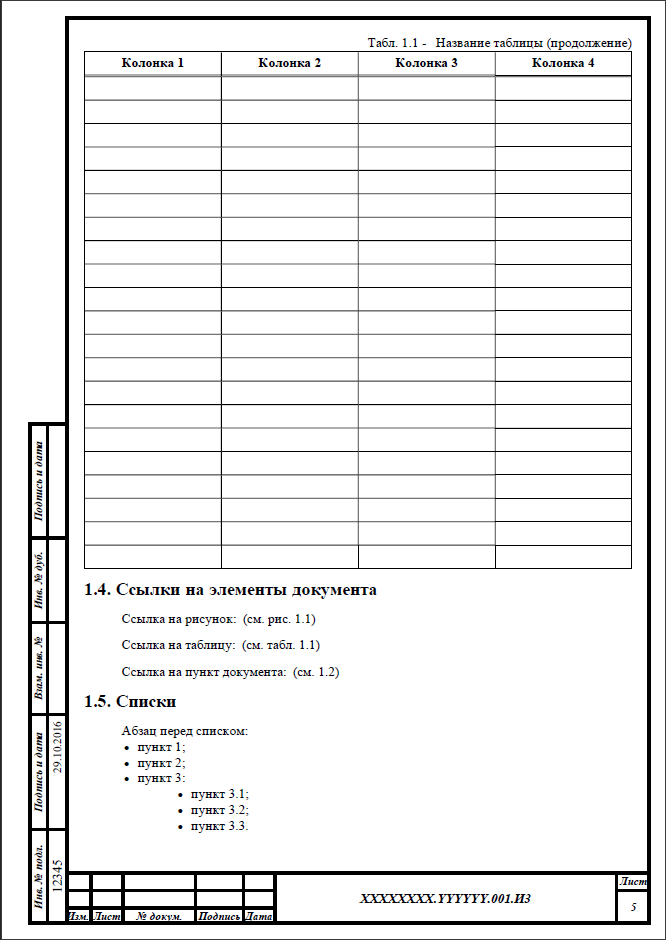 Табл. 1.1 - Название таблицы (продолжение)
Колонка 1 Колонка 2 Колонка 3 Колонка 4
1.4. Ссылки на элементы документа
Ссылка на рисунок: (см. рис. 1.1)
Ссылка на таблицу: (см. табл. 1.1)
Ссылка на пункт документа: (см. 1.2)
1.5. Списки
Абзац перед списком:
• пункт 1;
• пункт 2;
• пункт 3:
• пункт 3.1;
• пункт 3.2;
• пункт 3.3.
Подпись и дата
Инв. № дуб.
Взам. инв. №
Подпись и дата
29.10.2016
Инв. № подл.
12345
Изм. Лист № докум. Подпись Дата
XXXXXXXX.YYYYYY.001.ИЗ
Лист
5